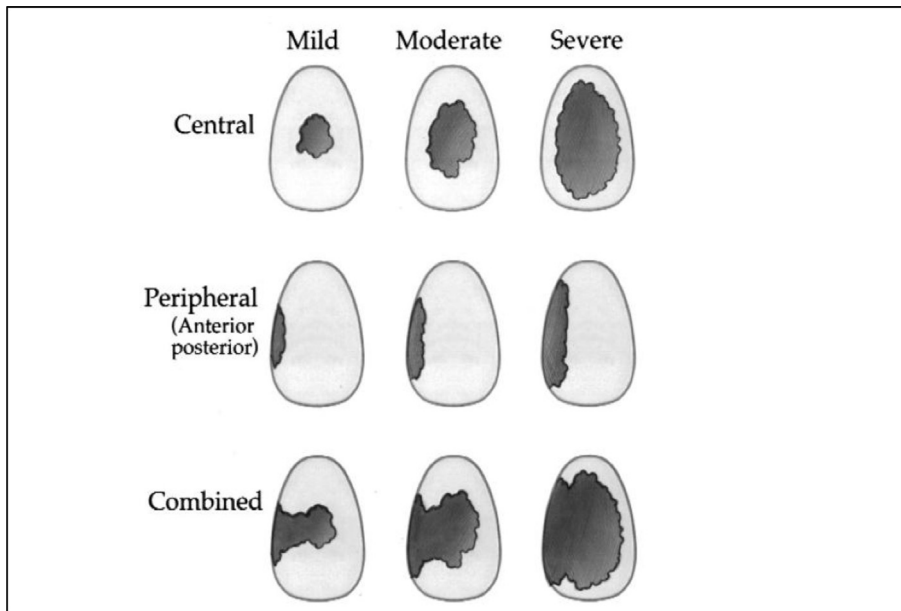 Mild Moderate Severe
Central
Peripheral
(Anterior
posterior)
Combined